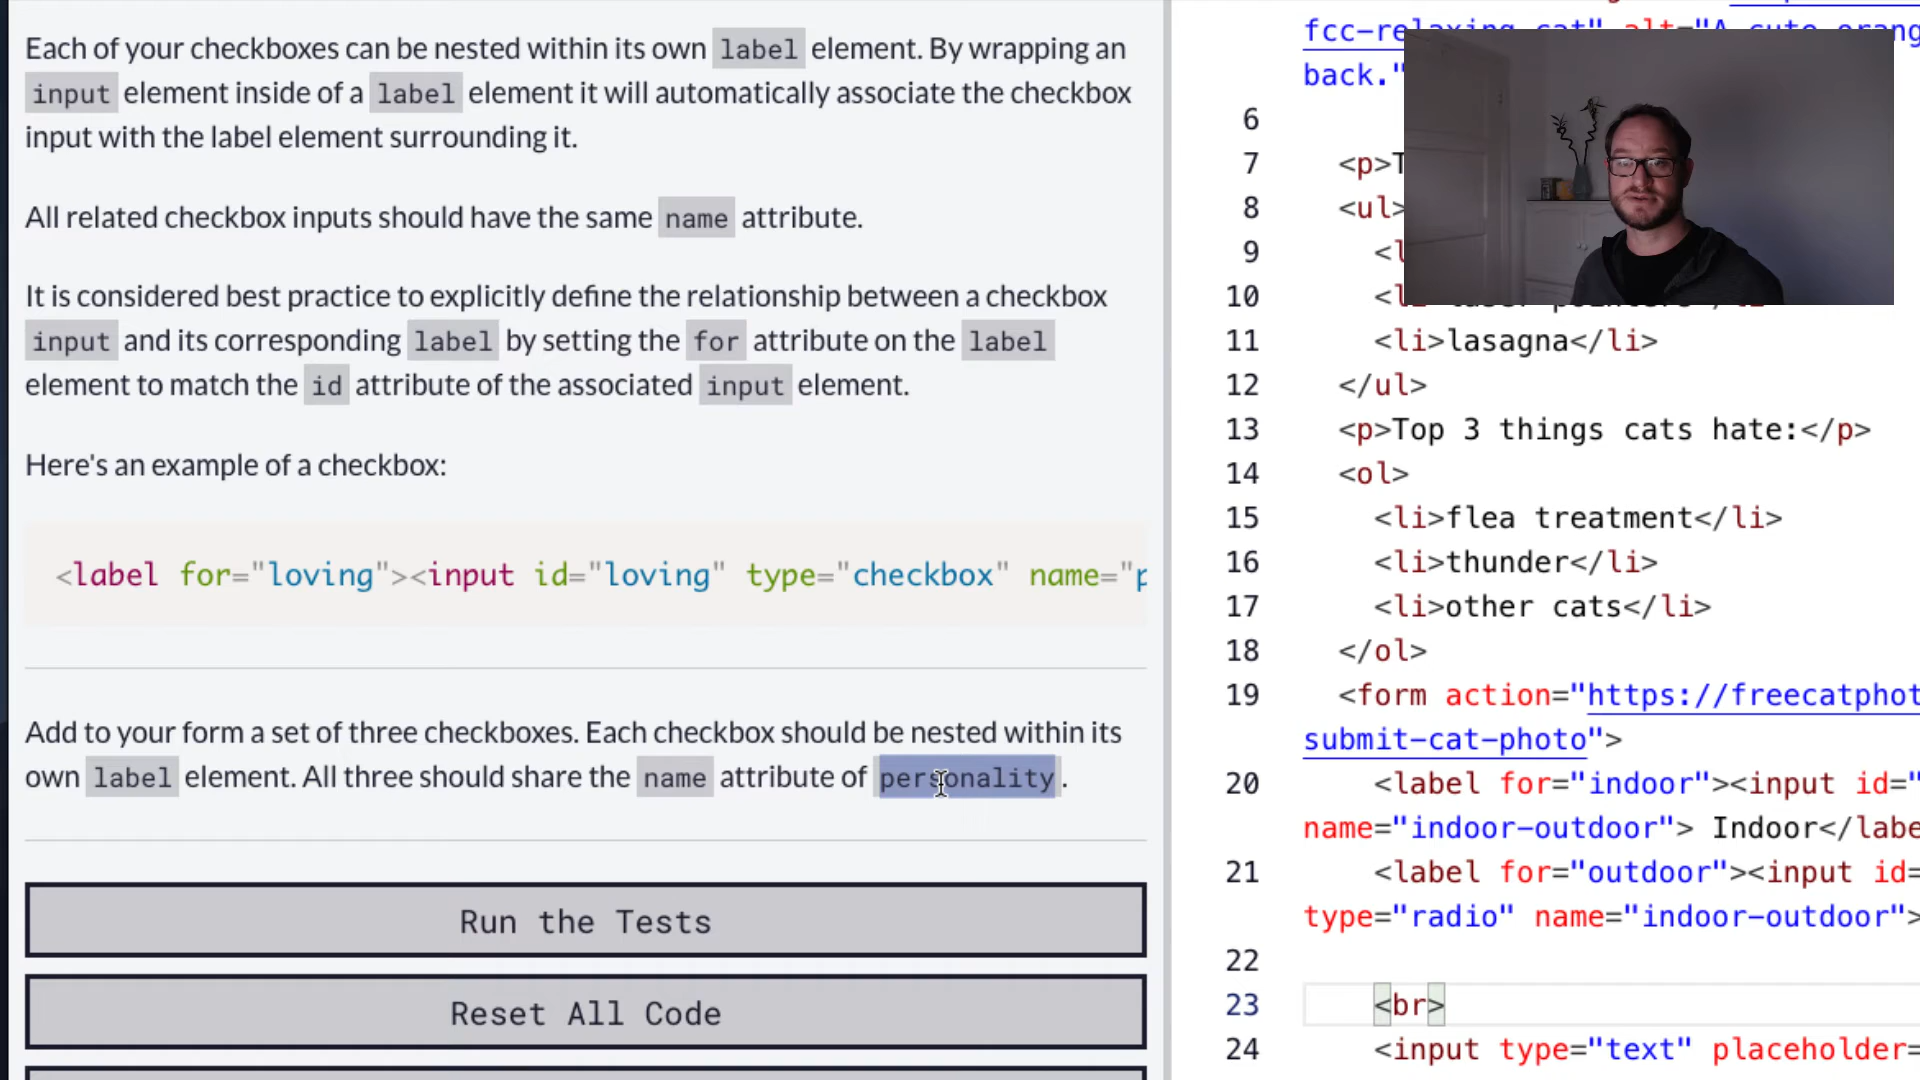 Each of your checkboxes can be nested within its own label element. By wrapping an
input element inside of a label element it will automatically associate the checkbox
input with the label element surrounding it.
All related checkbox inputs should have the same name attribute.
It is considered best practice to explicitly define the relationship between a checkbox
input and its corresponding label by setting the for attribute on the label
element to match the id attribute of the associated input element.
Here's an example of a checkbox:
<label for="loving"><input id="loving" type="checkbox" name="p
Add to your form a set of three checkboxes. Each checkbox should be nested within its
own label element. All three should share the name attribute of personality.
Run the Tests
Reset All Code
fcc-relaxing-cat" alt="A cute orang
back."
6
7 <p>T
8 <ul>
9 <l
10 <li>laser pointers</li>
11 <li>lasagna</li>
12 </ul>
13 <p>Top 3 things cats hate:</p>
14 <ol>
15 <li>flea treatment</li>
16 <li>thunder</li>
17 <li>other cats</li>
18 </ol>
19 <form action="https://freecatphot
submit-cat-photo">
20 <label for="indoor"><input id="
name="indoor-outdoor"> Indoor</labe
21 <label for="outdoor"><input id=
type="radio" name="indoor-outdoor">
22
23 <br>
24 <input type="text" placeholder=